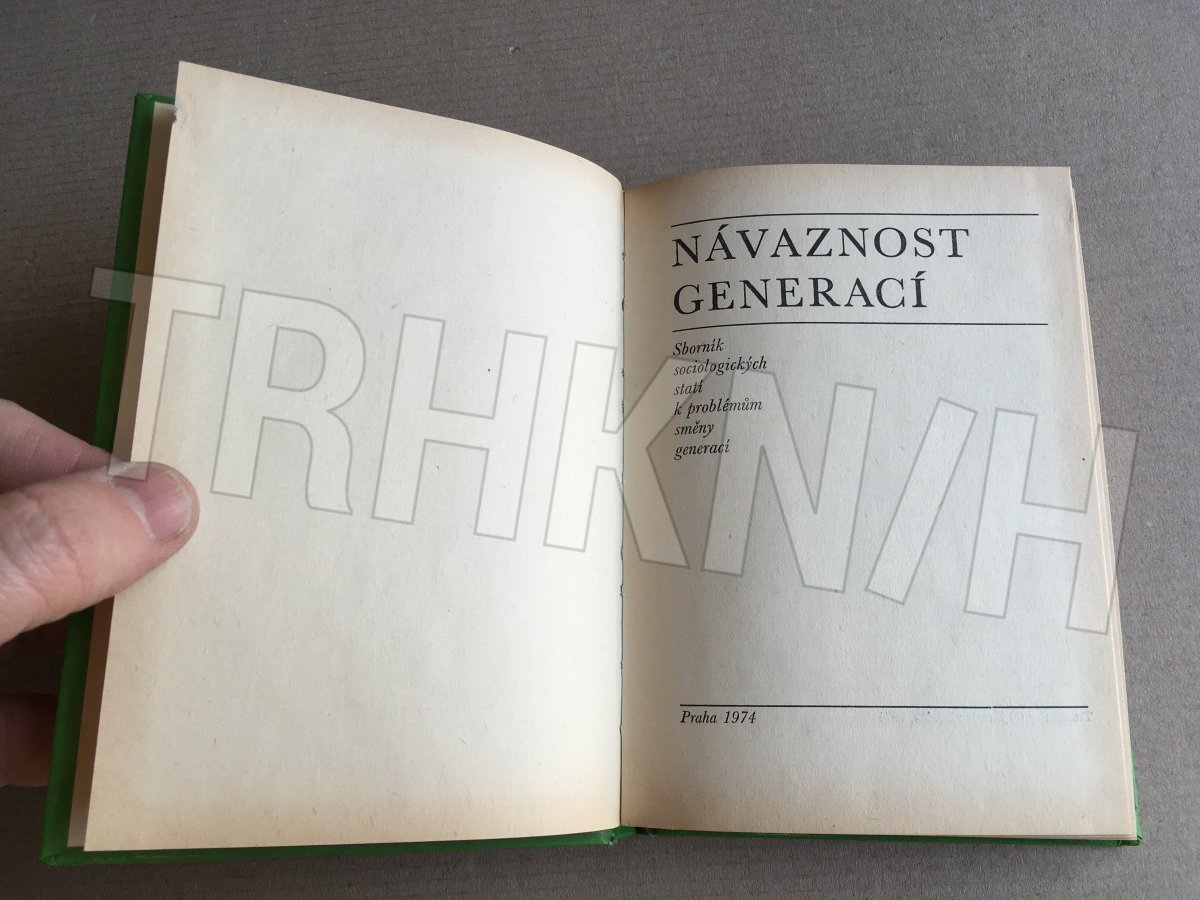 NÁVAZNOST
GENERACÍ
Sborník
sociologických
statí
k problémům
směny
generací
Praha 1974
TRHKNIH